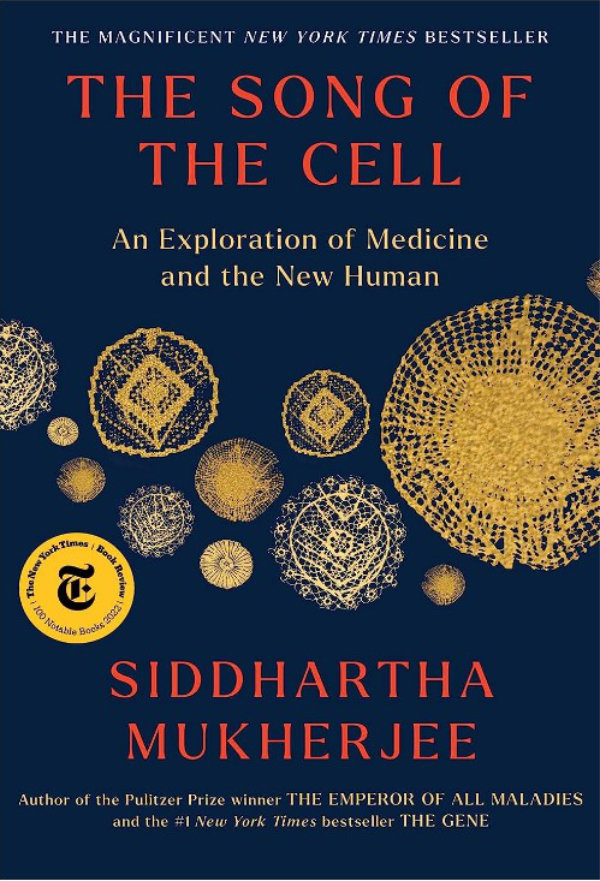 THE MAGNIFICENT NEW YORK TIMES BESTSELLER
THE SONG OF
THE CELL
An Exploration of Medicine
and the New Human
The New York Times | Book Review
100 Notable Books 2022
T
SIDDHARTHA
MUKHERJEE
Author of the Pulitzer Prize winner THE EMPEROR OF ALL MALADIES
and the #1 New York Times bestseller THE GENE